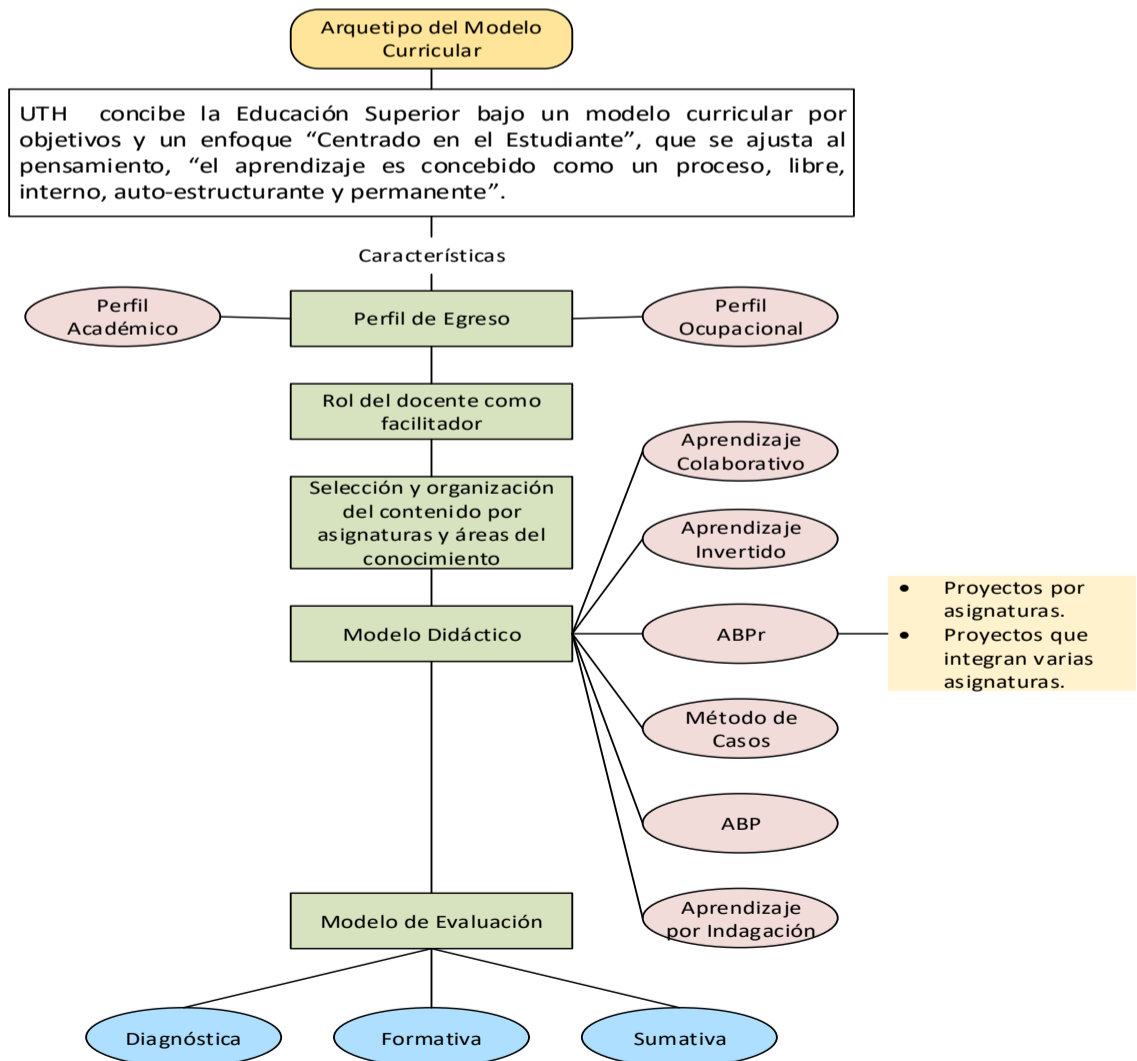 Arquetipo del Modelo
Curricular
UTH concibe la Educación Superior bajo un modelo curricular por
objetivos y un enfoque “Centrado en el Estudiante”, que se ajusta al
pensamiento, “el aprendizaje es concebido como un proceso, libre,
interno, auto-estructurante y permanente”.
Características
Perfil
Académico
Perfil de Egreso
Perfil
Ocupacional
Rol del docente como
facilitador
Selección y organización
del contenido por
asignaturas y áreas del
conocimiento
Modelo Didáctico
Aprendizaje
Colaborativo
Aprendizaje
Invertido
ABPr
• Proyectos por
asignaturas.
• Proyectos que
integran varias
asignaturas.
Método de
Casos
ABP
Aprendizaje
por Indagación
Modelo de Evaluación
Diagnóstica
Formativa
Sumativa